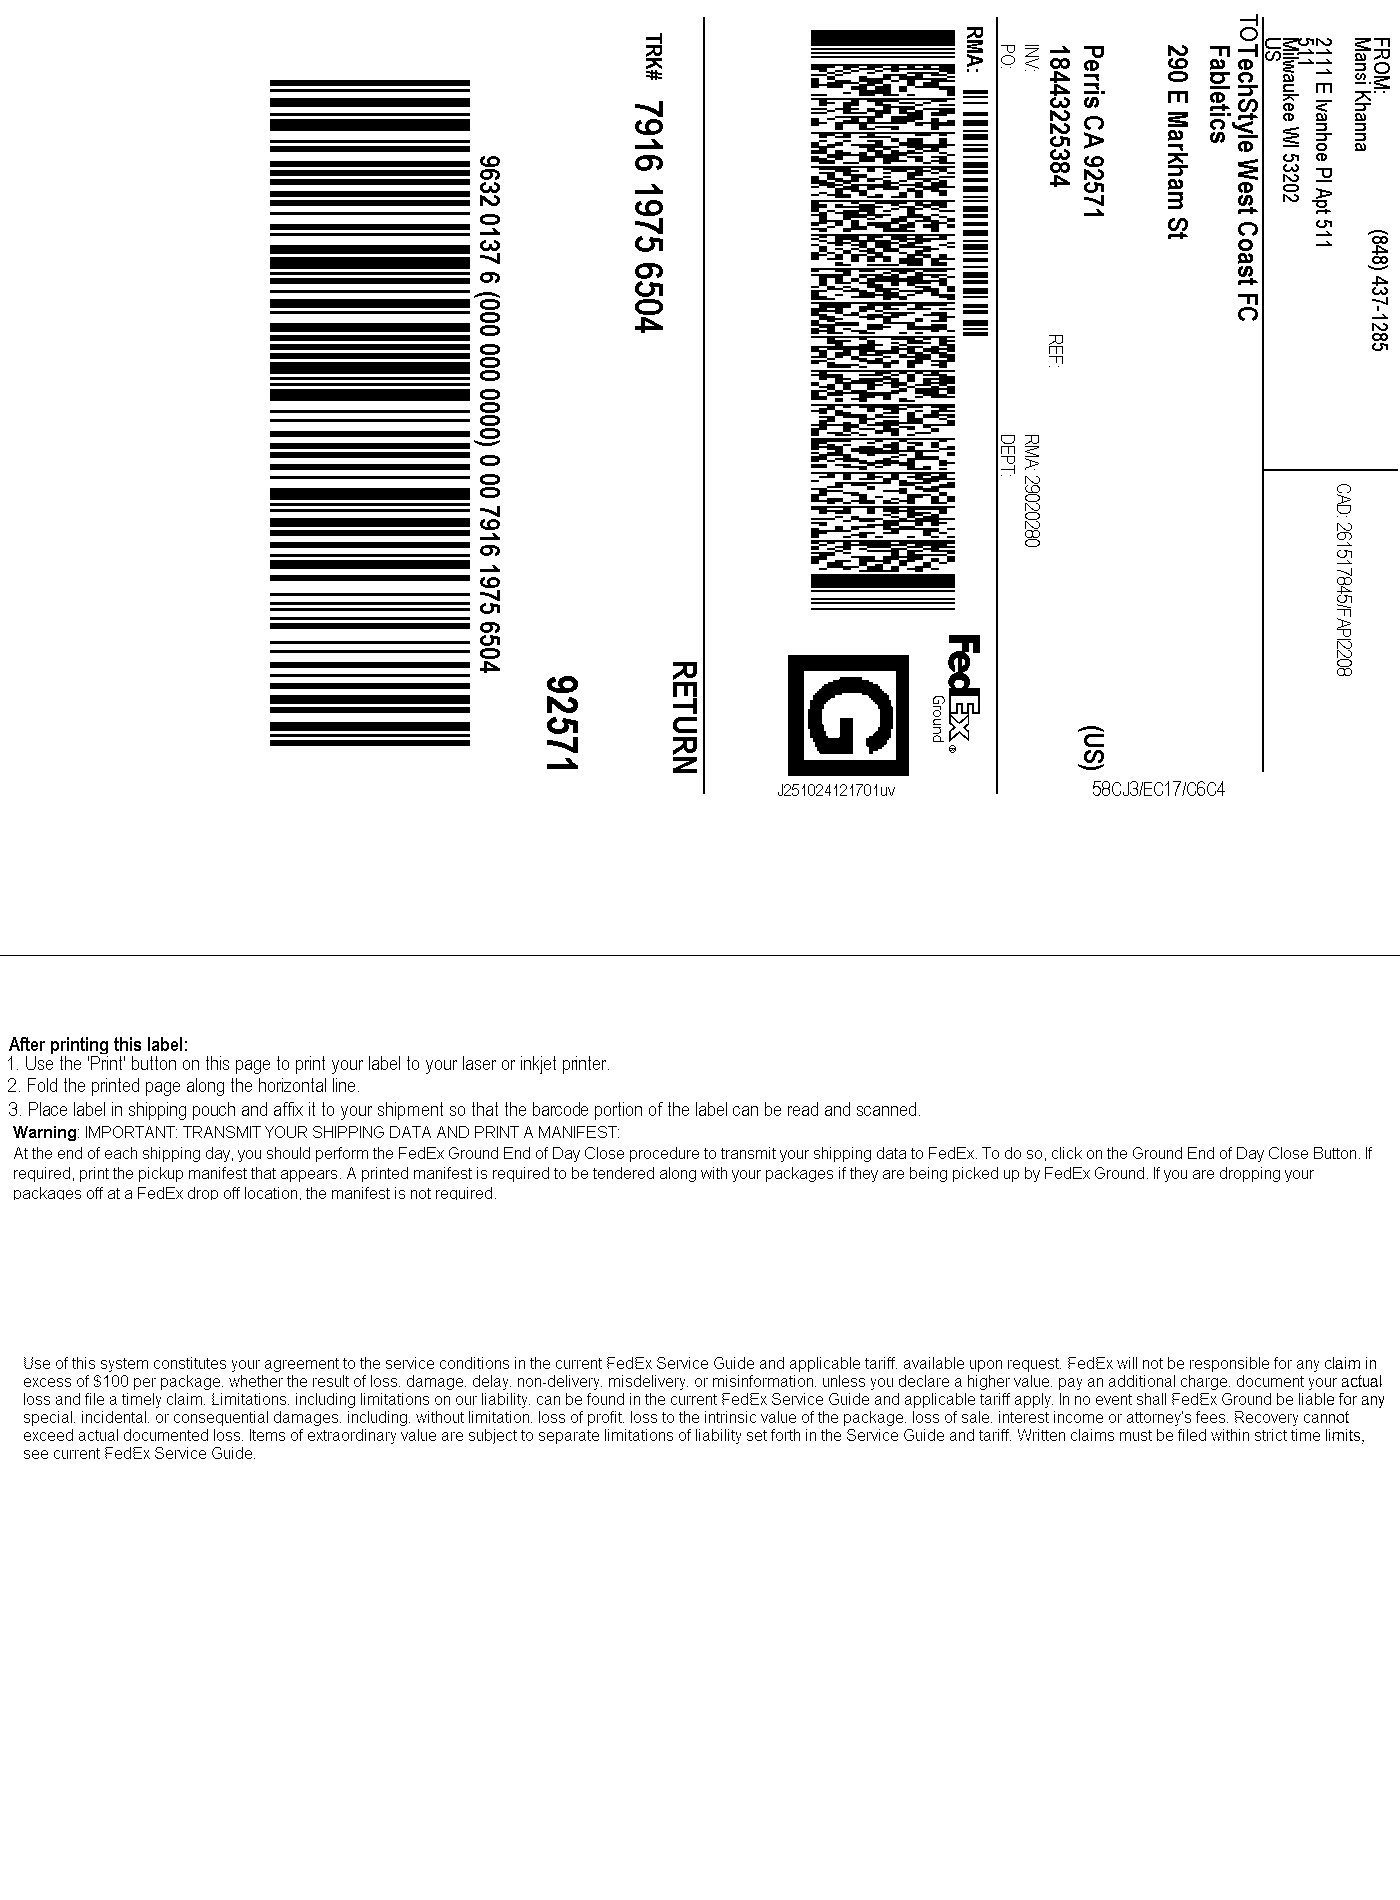 FROM:
(848) 437-1285
Mansi Khanna
2111 E Ivanhoe Pl Apt 511
511
Milwaukee WI 53202
US
CAD: 261517845/FAPI2208
TO TechStyle West Coast FC
Fabletics
290 E Markham St
Perris CA 92571
(US)
18443225384
REF:
INV:
RMA: 29020280
PO:
DEPT:
58CJ3/EC17/C6C4
RMA:
FedEx ®
Ground
G
J251024121701uv
RETURN
TRK# 7916 1975 6504
92571
9632 0137 6 (000 000 0000) 0 00 7916 1975 6504
After printing this label:
1. Use the 'Print' button on this page to print your label to your laser or inkjet printer.
2. Fold the printed page along the horizontal line.
3. Place label in shipping pouch and affix it to your shipment so that the barcode portion of the label can be read and scanned.
Warning: IMPORTANT: TRANSMIT YOUR SHIPPING DATA AND PRINT A MANIFEST:
At the end of each shipping day, you should perform the FedEx Ground End of Day Close procedure to transmit your shipping data to FedEx. To do so, click on the Ground End of Day Close Button. If
required, print the pickup manifest that appears. A printed manifest is required to be tendered along with your packages if they are being picked up by FedEx Ground. If you are dropping your
packages off at a FedEx drop off location, the manifest is not required.
Use of this system constitutes your agreement to the service conditions in the current FedEx Service Guide and applicable tariff, available upon request. FedEx will not be responsible for any claim in
excess of $100 per package, whether the result of loss, damage, delay, non-delivery, misdelivery, or misinformation, unless you declare a higher value, pay an additional charge, document your actual
loss and file a timely claim. Limitations, including limitations on our liability, can be found in the current FedEx Service Guide and applicable tariff apply. In no event shall FedEx Ground be liable for any
special, incidental, or consequential damages, including, without limitation, loss of profit, loss to the intrinsic value of the package, loss of sale, interest income or attorney's fees. Recovery cannot
exceed actual documented loss. Items of extraordinary value are subject to separate limitations of liability set forth in the Service Guide and tariff. Written claims must be filed within strict time limits,
see current FedEx Service Guide.